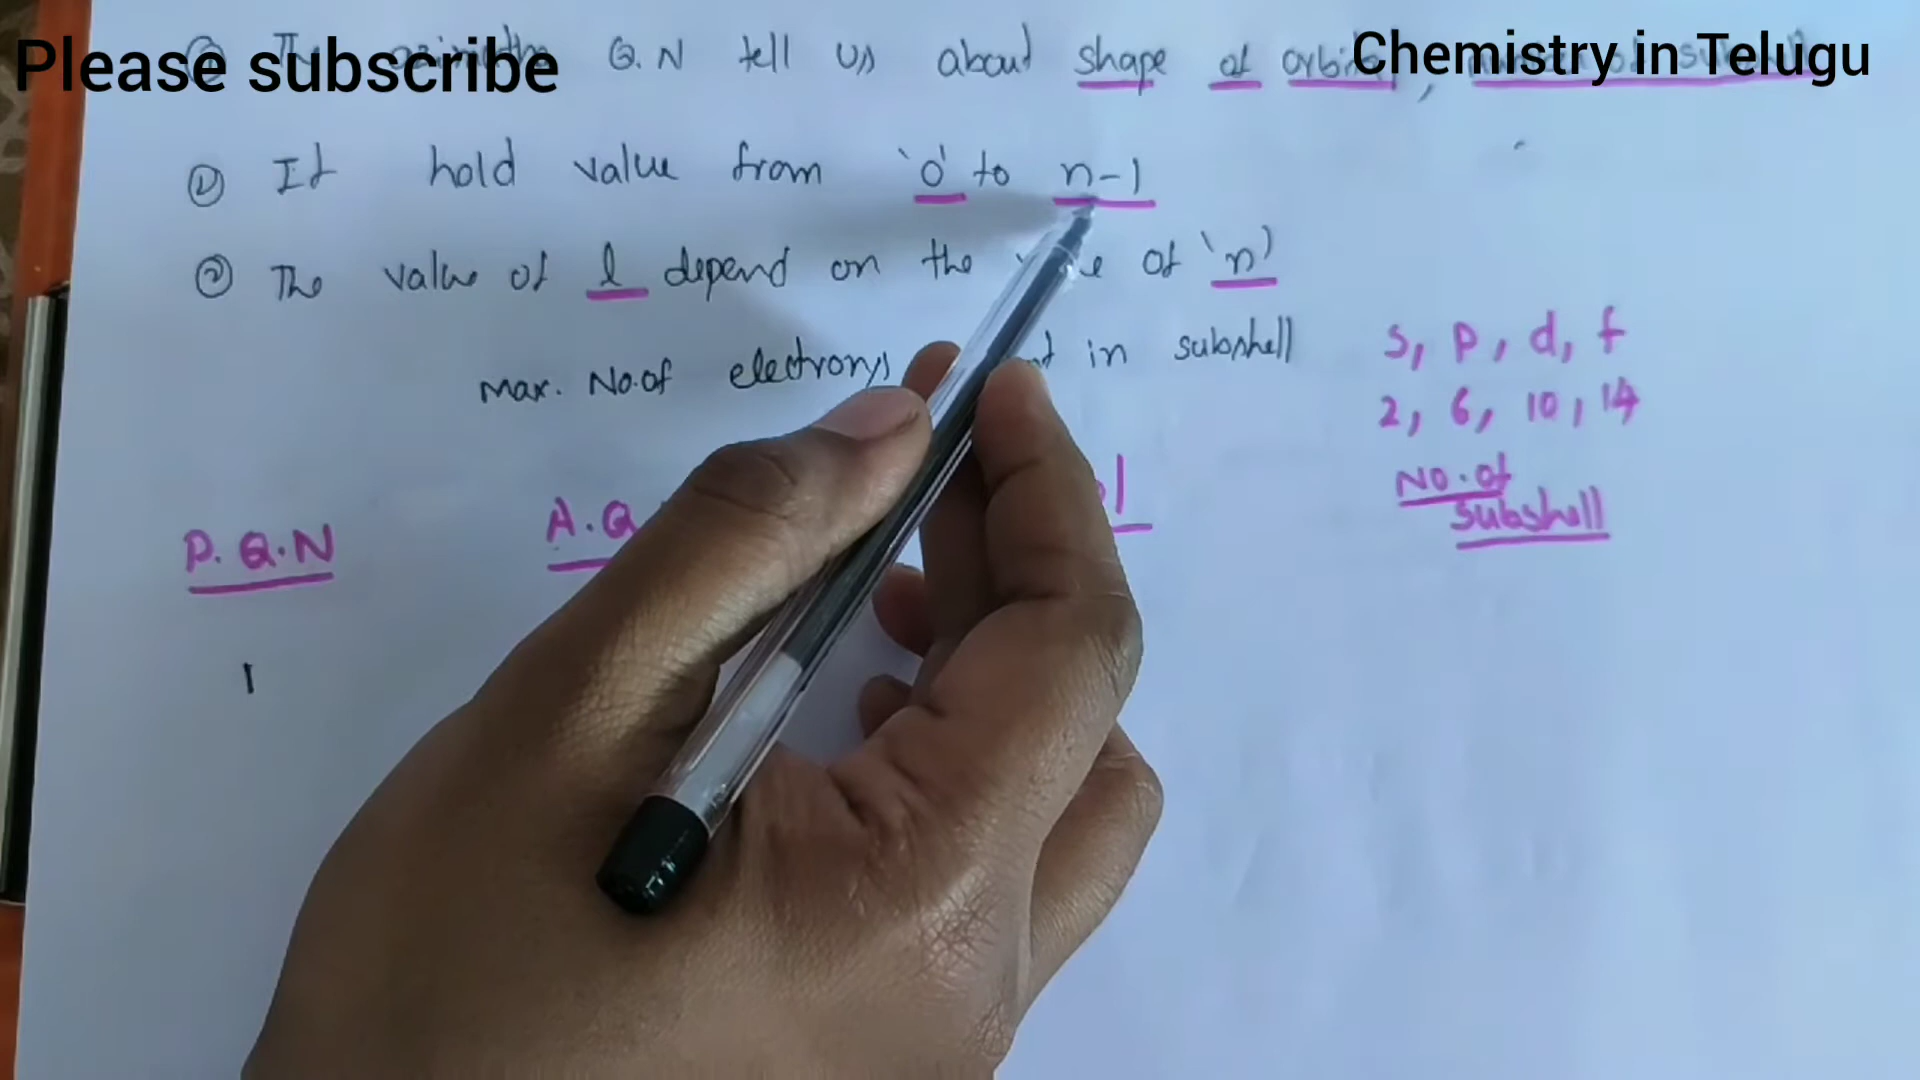 Please subscribe
Chemistry in Telugu
Q.N tell us about shape of
① It hold value from '0' to n-1
② The value of l depend on the of 'n'
Max. No.of electrons in subshell
s, p, d, f
2, 6, 10, 14
P.Q.N
A.Q
No.of
subshell
1